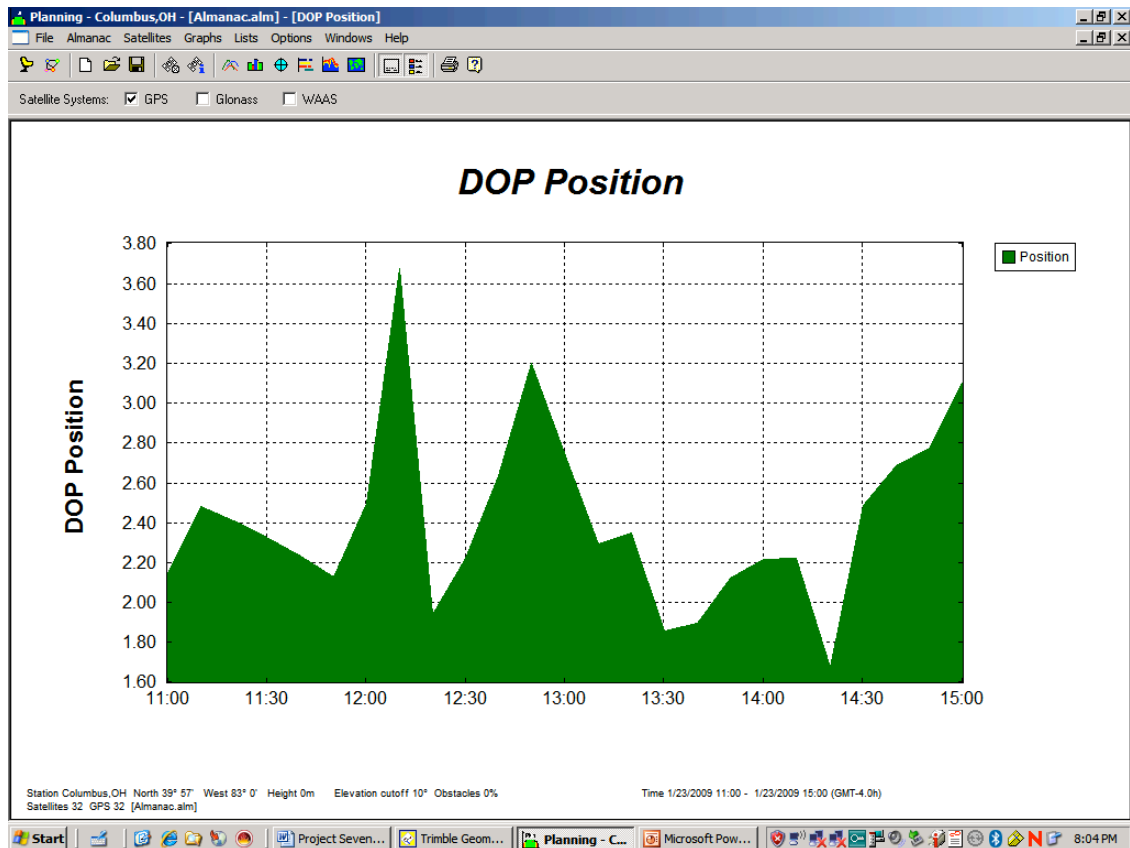 Planning - Columbus,OH - [Almanac.alm] - [DOP Position]
File Almanac Satellites Graphs Lists Options Windows Help
Satellite Systems: GPS Glonass WAAS
DOP Position
Position
DOP Position
3.80
3.60
3.40
3.20
3.00
2.80
2.60
2.40
2.20
2.00
1.80
1.60
11:00 11:30 12:00 12:30 13:00 13:30 14:00 14:30 15:00
Station Columbus,OH North 39° 57' West 83° 0' Height 0m Elevation cutoff 10° Obstacles 0% Time 1/23/2009 11:00 - 1/23/2009 15:00 (GMT-4.0h)
Satellites 32 GPS 32 [Almanac.alm]
Start Project Seven... Trimble Geom... Planning - C... Microsoft Pow... N 8:04 PM